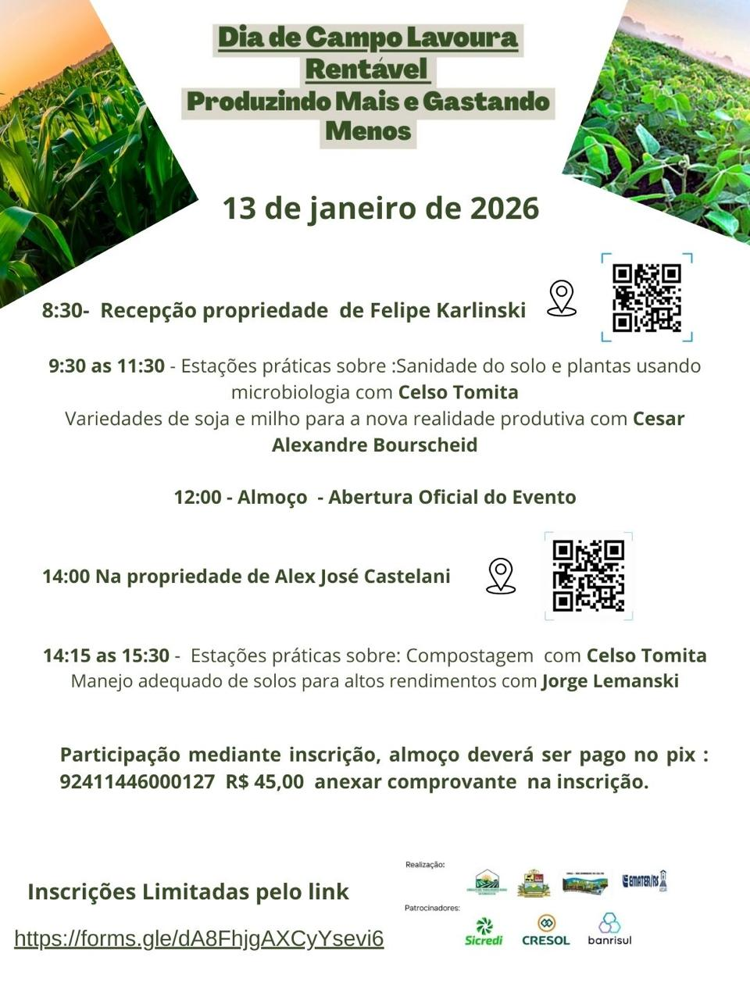 Dia de Campo Lavoura
Rentável
Produzindo Mais e Gastando
Menos
13 de janeiro de 2026
8:30- Recepção propriedade de Felipe Karlinski
9:30 as 11:30 - Estações práticas sobre :Sanidade do solo e plantas usando
microbiologia com Celso Tomita
Variedades de soja e milho para a nova realidade produtiva com Cesar
Alexandre Bourscheid
12:00 - Almoço - Abertura Oficial do Evento
14:00 Na propriedade de Alex José Castelani
14:15 as 15:30 - Estações práticas sobre: Compostagem com Celso Tomita
Manejo adequado de solos para altos rendimentos com Jorge Lemanski
Participação mediante inscrição, almoço deverá ser pago no pix :
92411446000127 R$ 45,00 anexar comprovante na inscrição.
Realização:
EMATER/RS
Inscrições Limitadas pelo link
Patrocinadores:
https://forms.gle/dA8FhjgAXCyYsevi6
Sicredi CRESOL banrisul